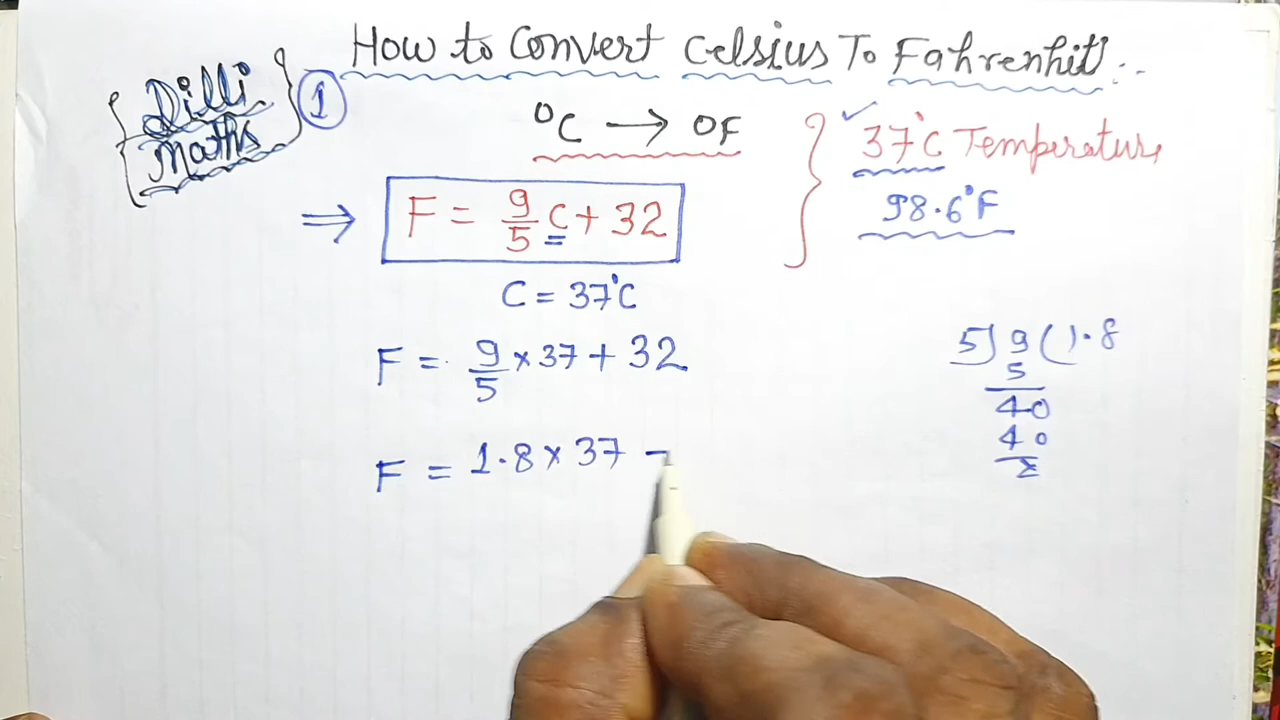 How to Convert Celsius To Fahrenhit:-
Dilli
Maths
1
°C → °F
37°C Temperature
98.6°F
⇒ F = 9/5 C + 32
C = 37°C
F = 9/5 × 37 + 32
F = 1.8 × 37 -
5) 9 (1.8
5
40
40